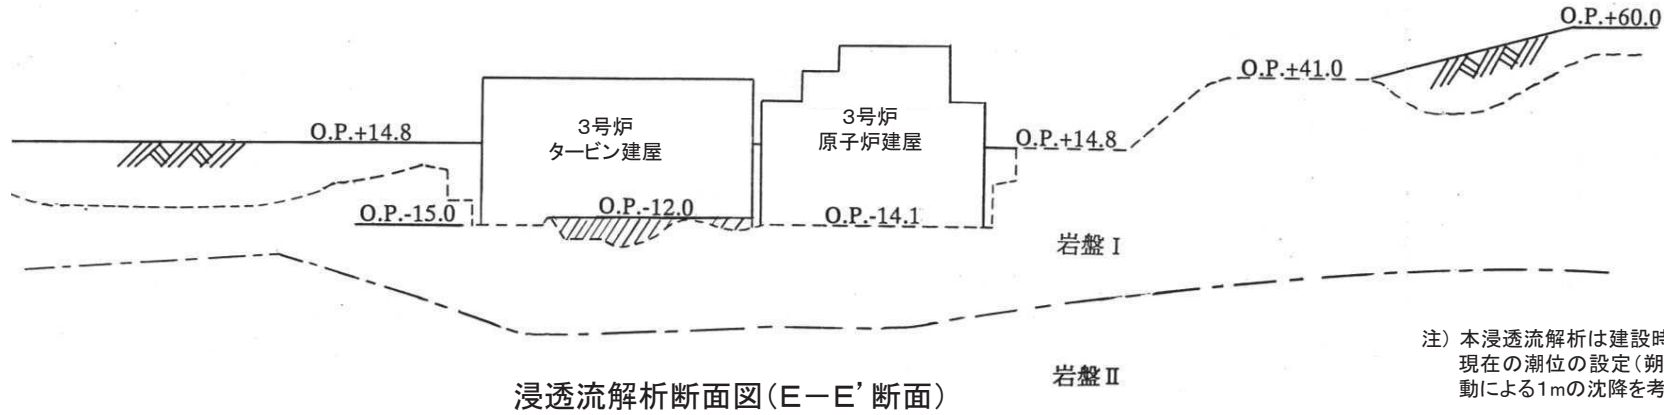 O.P.+60.0
O.P.+41.0
O.P.+14.8
3号炉
タービン建屋
3号炉
原子炉建屋
O.P.+14.8
O.P.-15.0
O.P.-12.0
O.P.-14.1
岩盤Ⅰ
岩盤Ⅱ
浸透流解析断面図(E－E’断面)
注) 本浸透流解析は建設時
現在の潮位の設定(朔
動による1mの沈降を考